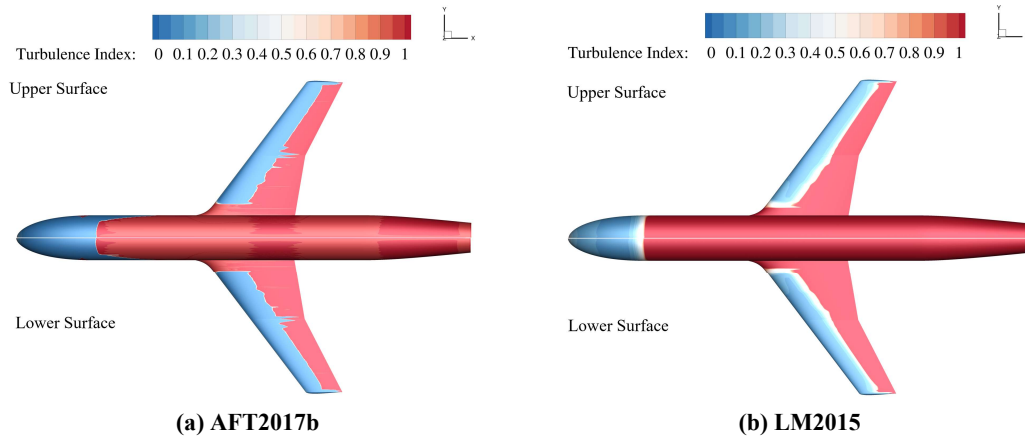 Turbulence Index: 0 0.1 0.2 0.3 0.4 0.5 0.6 0.7 0.8 0.9 1
Y
Z X
Upper Surface
Lower Surface
(a) AFT2017b
Turbulence Index: 0 0.1 0.2 0.3 0.4 0.5 0.6 0.7 0.8 0.9 1
Y
Z
Upper Surface
Lower Surface
(b) LM2015